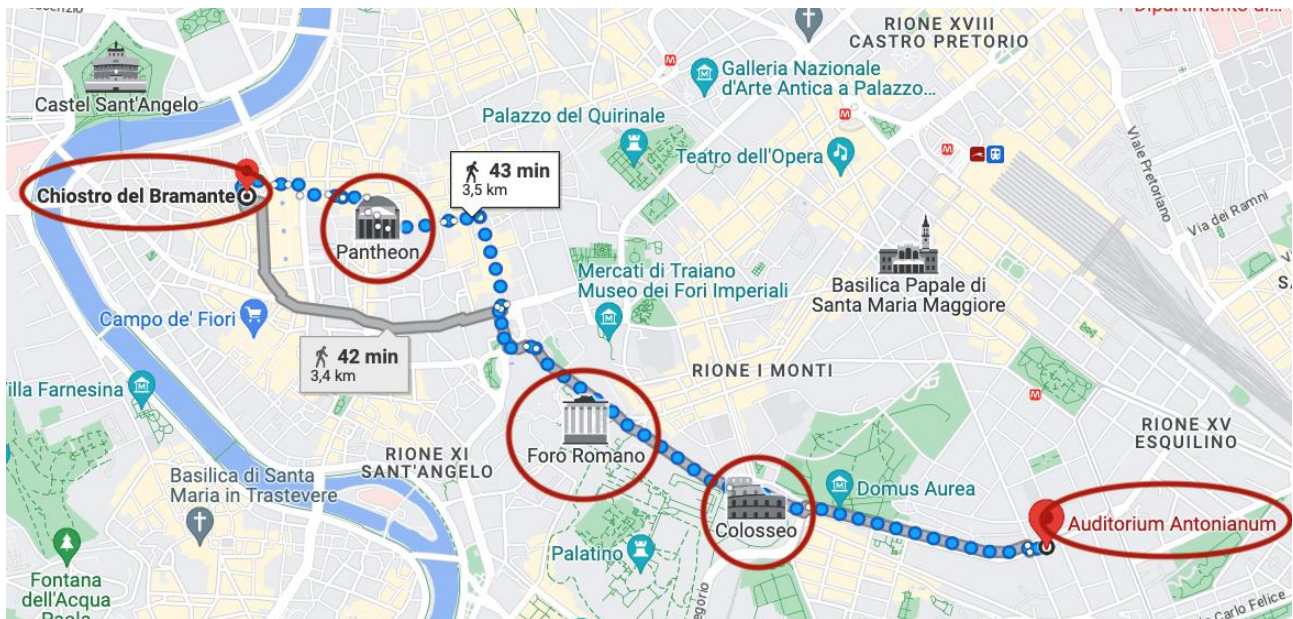 RIONE XVIII
CASTRO PRETORIO
Galleria Nazionale
d'Arte Antica a Palazzo...
Castel Sant'Angelo
Palazzo del Quirinale
Teatro dell'Opera
Viale Pretoriano
Via dei Ramni
43 min
3,5 km
Chiostro del Bramante
Pantheon
Mercati di Traiano
Museo dei Fori Imperiali
Basilica Papale di
Santa Maria Maggiore
Campo de' Fiori
42 min
3,4 km
RIONE I MONTI
Villa Farnesina
RIONE XI
SANT'ANGELO
Foro Romano
RIONE XV
ESQUILINO
Basilica di Santa
Maria in Trastevere
Domus Aurea
Colosseo
Auditorium Antonianum
Palatino
Fontana
dell'Acqua
Carlo Felice